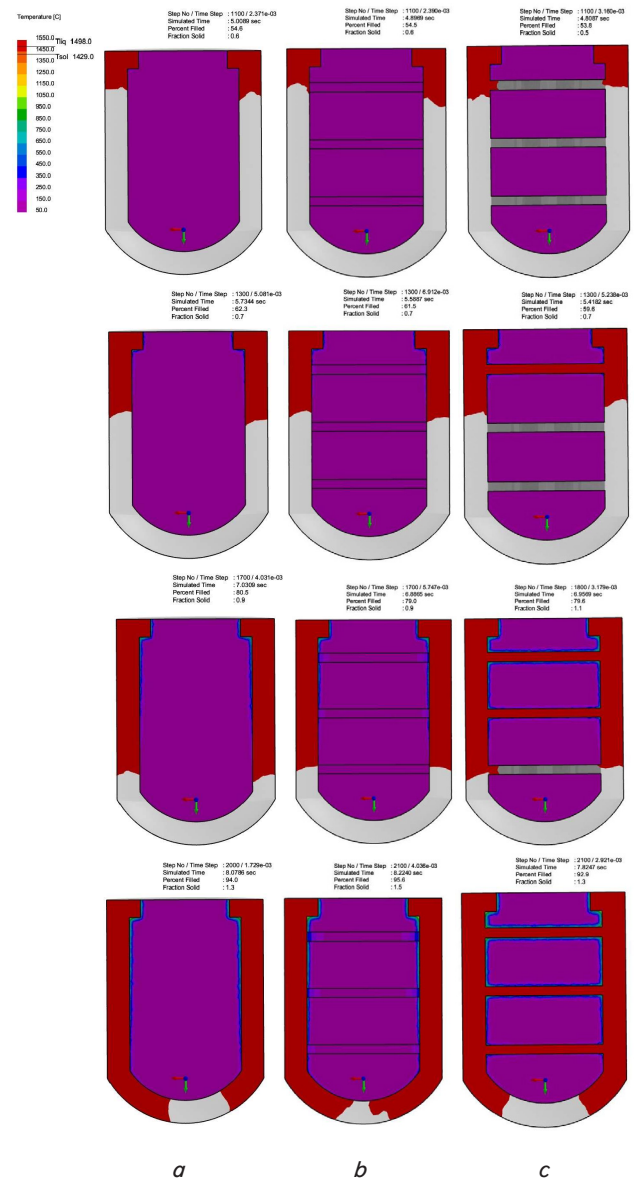 Temperature [C]
1550.0
Tliq 1498.0
1450.0
Tsol 1429.0
1350.0
1250.0
1150.0
1050.0
950.0
850.0
750.0
650.0
550.0
450.0
350.0
250.0
150.0
50.0
Step No / Time Step : 1100 / 2.371e-03
Simulated Time : 5.0089 sec
Percent Filled : 54.6
Fraction Solid : 0.6
Step No / Time Step : 1100 / 2.390e-03
Simulated Time : 4.8969 sec
Percent Filled : 54.5
Fraction Solid : 0.6
Step No / Time Step : 1100 / 3.160e-03
Simulated Time : 4.8087 sec
Percent Filled : 53.8
Fraction Solid : 0.5
Step No / Time Step : 1300 / 5.081e-03
Simulated Time : 5.7344 sec
Percent Filled : 62.3
Fraction Solid : 0.7
Step No / Time Step : 1300 / 6.912e-03
Simulated Time : 5.5887 sec
Percent Filled : 61.5
Fraction Solid : 0.7
Step No / Time Step : 1300 / 5.238e-03
Simulated Time : 5.4182 sec
Percent Filled : 59.6
Fraction Solid : 0.7
Step No / Time Step : 1700 / 4.031e-03
Simulated Time : 7.0309 sec
Percent Filled : 80.5
Fraction Solid : 0.9
Step No / Time Step : 1700 / 5.747e-03
Simulated Time : 6.8865 sec
Percent Filled : 79.0
Fraction Solid : 0.9
Step No / Time Step : 1800 / 3.179e-03
Simulated Time : 6.9569 sec
Percent Filled : 79.6
Fraction Solid : 1.1
Step No / Time Step : 2000 / 1.729e-03
Simulated Time : 8.0786 sec
Percent Filled : 94.0
Fraction Solid : 1.3
Step No / Time Step : 2100 / 4.036e-03
Simulated Time : 8.2240 sec
Percent Filled : 95.6
Fraction Solid : 1.5
Step No / Time Step : 2100 / 2.921e-03
Simulated Time : 7.8247 sec
Percent Filled : 92.9
Fraction Solid : 1.3
a b c